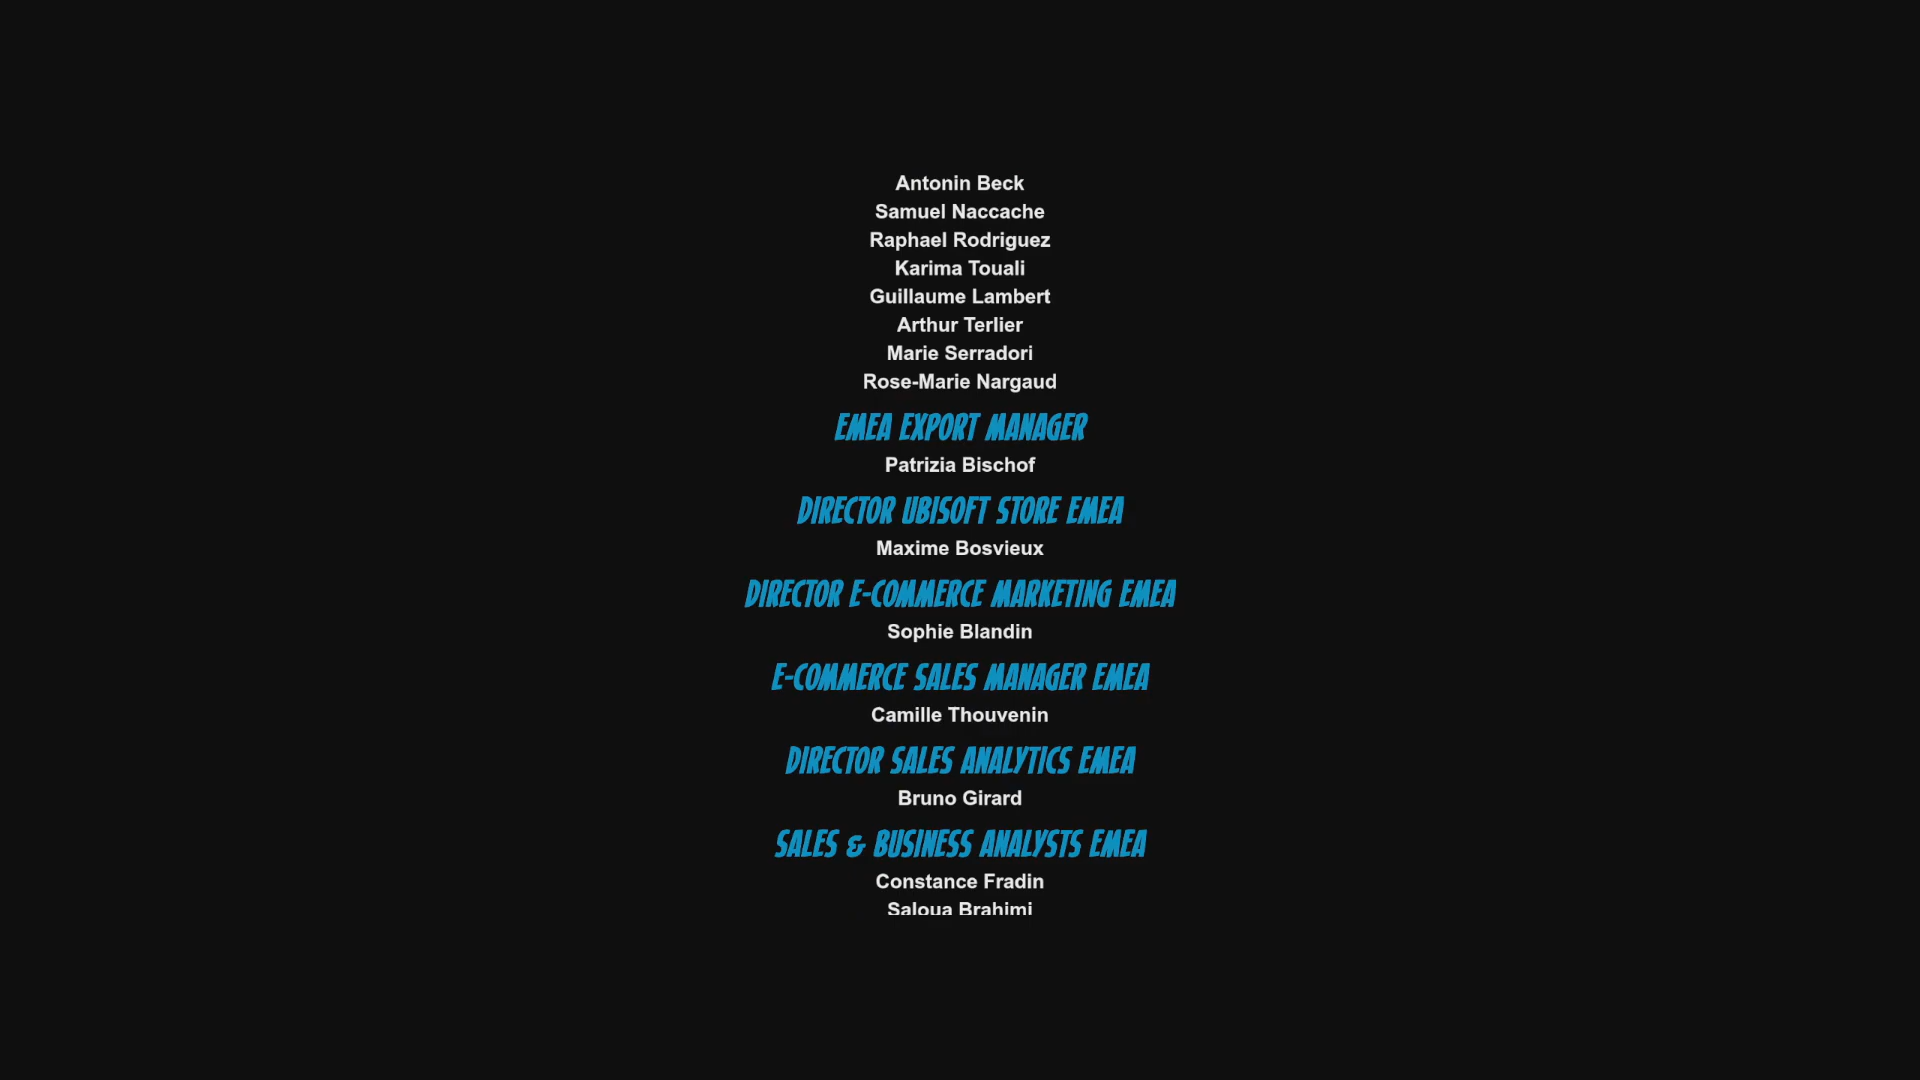 Antonin Beck
Samuel Naccache
Raphael Rodriguez
Karima Touali
Guillaume Lambert
Arthur Terlier
Marie Serradori
Rose-Marie Nargaud
EMEA EXPORT MANAGER
Patrizia Bischof
DIRECTOR UBISOFT STORE EMEA
Maxime Bosvieux
DIRECTOR E-COMMERCE MARKETING EMEA
Sophie Blandin
E-COMMERCE SALES MANAGER EMEA
Camille Thouvenin
DIRECTOR SALES ANALYTICS EMEA
Bruno Girard
SALES & BUSINESS ANALYSTS EMEA
Constance Fradin
Saloua Brahimi